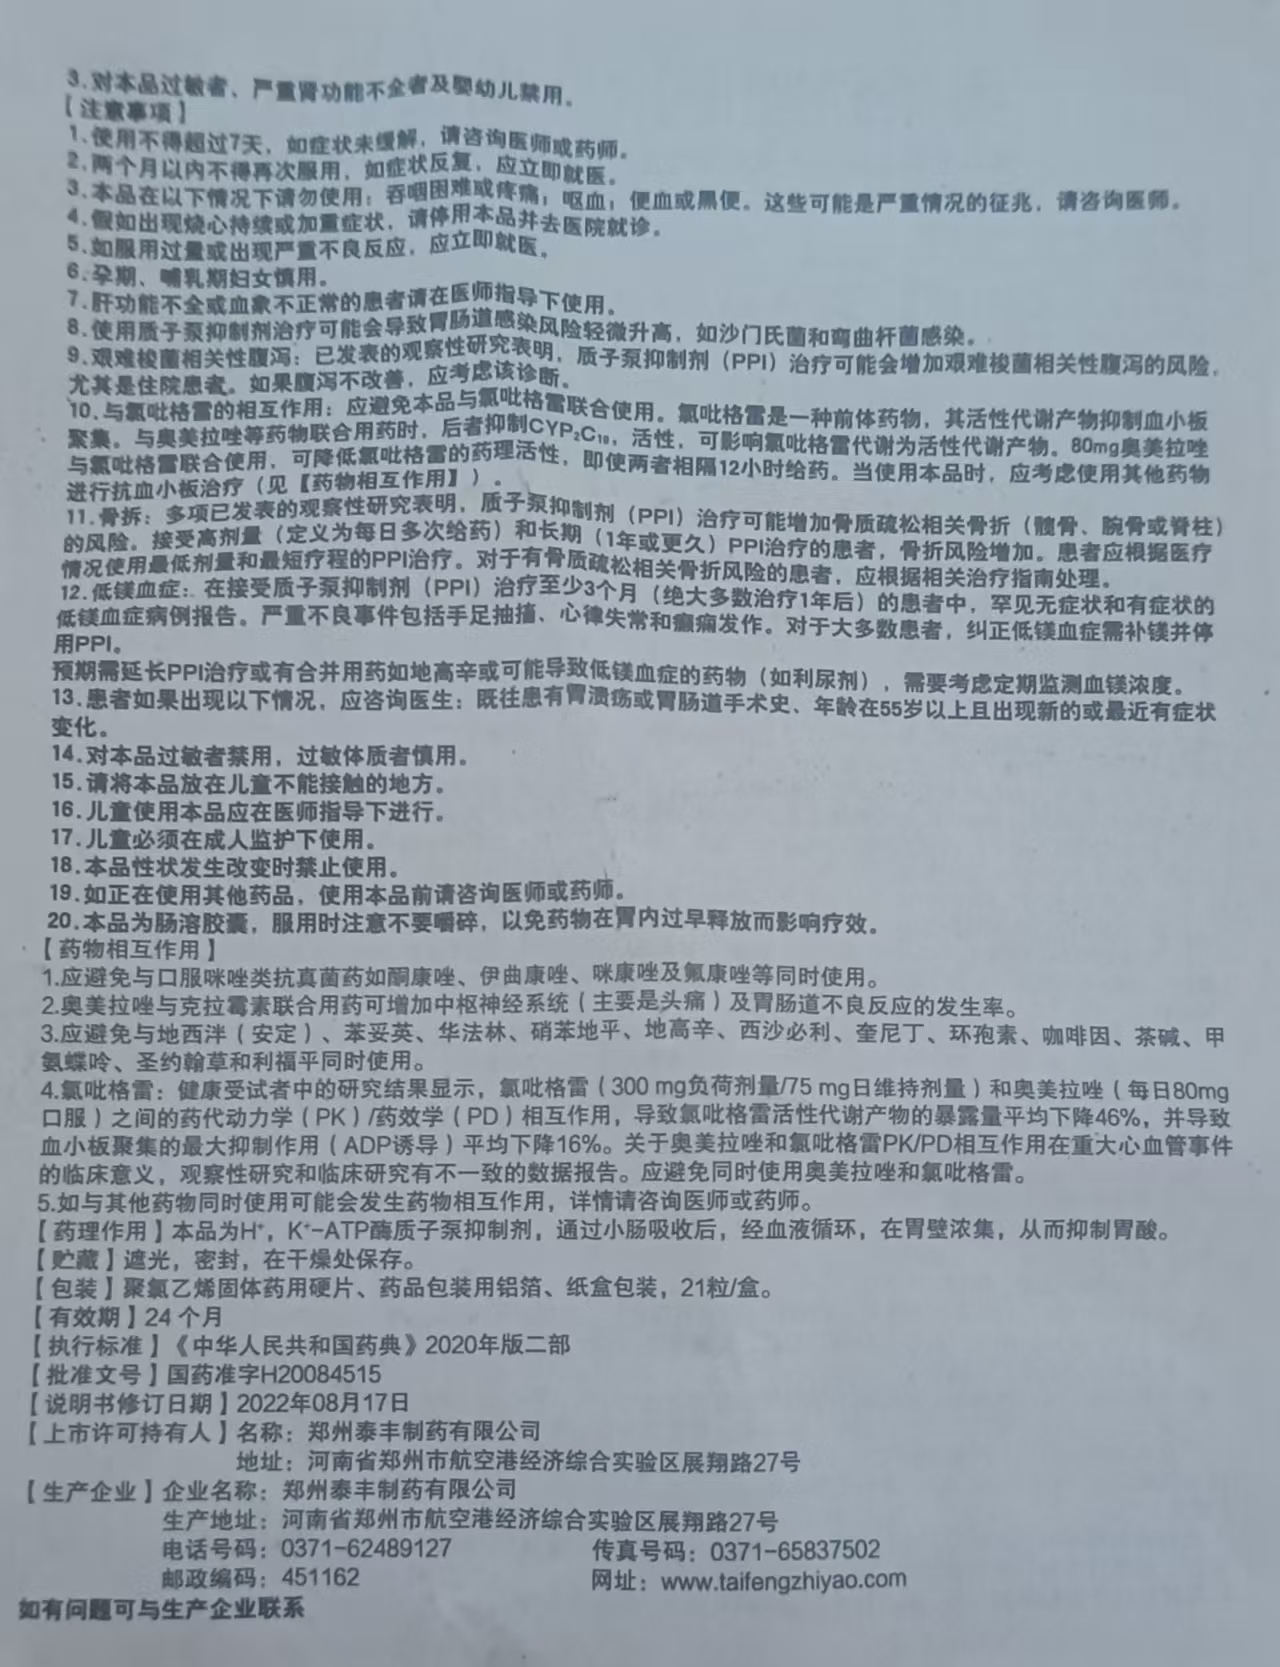 3.对本品过敏者、严重肾功能不全者及婴幼儿禁用。
【注意事项】
1.使用不得超过7天，如症状未缓解，请咨询医师或药师。
2.两个月以内不得再次服用，如症状反复，应立即就医。
3.本品在以下情况下请勿使用：吞咽困难或疼痛；呕血；便血或黑便。这些可能是严重情况的征兆，请咨询医师。
4.假如出现烧心持续或加重症状，请停用本品并去医院就诊。
5.如服用过量或出现严重不良反应，应立即就医。
6.孕期、哺乳期妇女慎用。
7.肝功能不全或血象不正常的患者请在医师指导下使用。
8.使用质子泵抑制剂治疗可能会导致胃肠道感染风险轻微升高，如沙门氏菌和弯曲杆菌感染。
9.艰难梭菌相关性腹泻：已发表的观察性研究表明，质子泵抑制剂（PPI）治疗可能会增加艰难梭菌相关性腹泻的风险，
尤其是住院患者。如果腹泻不改善，应考虑该诊断。
10.与氯吡格雷的相互作用：应避免本品与氯吡格雷联合使用。氯吡格雷是一种前体药物，其活性代谢产物抑制血小板
聚集。与奥美拉唑等药物联合用药时，后者抑制CYP₂C₁₉，活性，可影响氯吡格雷代谢为活性代谢产物。80mg奥美拉唑
与氯吡格雷联合使用，可降低氯吡格雷的药理活性，即使两者相隔12小时给药。当使用本品时，应考虑使用其他药物
进行抗血小板治疗（见【药物相互作用】）。
11.骨拆：多项已发表的观察性研究表明，质子泵抑制剂（PPI）治疗可能增加骨质疏松相关骨折（髋骨、腕骨或脊柱）
的风险。接受高剂量（定义为每日多次给药）和长期（1年或更久）PPI治疗的患者，骨折风险增加。患者应根据医疗
情况使用最低剂量和最短疗程的PPI治疗。对于有骨质疏松相关骨折风险的患者，应根据相关治疗指南处理。
12.低镁血症：在接受质子泵抑制剂（PPI）治疗至少3个月（绝大多数治疗1年后）的患者中，罕见无症状和有症状的
低镁血症病例报告。严重不良事件包括手足抽搐、心律失常和癫痫发作。对于大多数患者，纠正低镁血症需补镁并停
用PPI。
预期需延长PPI治疗或有合并用药如地高辛或可能导致低镁血症的药物（如利尿剂），需要考虑定期监测血镁浓度。
13.患者如果出现以下情况，应咨询医生：既往患有胃溃疡或胃肠道手术史、年龄在55岁以上且出现新的或最近有症状
变化。
14.对本品过敏者禁用，过敏体质者慎用。
15.请将本品放在儿童不能接触的地方。
16.儿童使用本品应在医师指导下进行。
17.儿童必须在成人监护下使用。
18.本品性状发生改变时禁止使用。
19.如正在使用其他药品，使用本品前请咨询医师或药师。
20.本品为肠溶胶囊，服用时注意不要嚼碎，以免药物在胃内过早释放而影响疗效。
【药物相互作用】
1.应避免与口服咪唑类抗真菌药如酮康唑、伊曲康唑、咪康唑及氟康唑等同时使用。
2.奥美拉唑与克拉霉素联合用药可增加中枢神经系统（主要是头痛）及胃肠道不良反应的发生率。
3.应避免与地西泮（安定）、苯妥英、华法林、硝苯地平、地高辛、西沙必利、奎尼丁、环孢素、咖啡因、茶碱、甲
氨蝶呤、圣约翰草和利福平同时使用。
4.氯吡格雷：健康受试者中的研究结果显示，氯吡格雷（300 mg负荷剂量/75 mg日维持剂量）和奥美拉唑（每日80mg
口服）之间的药代动力学（PK）/药效学（PD）相互作用，导致氯吡格雷活性代谢产物的暴露量平均下降46%，并导致
血小板聚集的最大抑制作用（ADP诱导）平均下降16%。关于奥美拉唑和氯吡格雷PK/PD相互作用在重大心血管事件
的临床意义，观察性研究和临床研究有不一致的数据报告。应避免同时使用奥美拉唑和氯吡格雷。
5.如与其他药物同时使用可能会发生药物相互作用，详情请咨询医师或药师。
【药理作用】本品为H⁺，K⁺-ATP酶质子泵抑制剂，通过小肠吸收后，经血液循环，在胃壁浓集，从而抑制胃酸。
【贮藏】遮光，密封，在干燥处保存。
【包装】聚氯乙烯固体药用硬片、药品包装用铝箔、纸盒包装，21粒/盒。
【有效期】24个月
【执行标准】《中华人民共和国药典》2020年版二部
【批准文号】国药准字H20084515
【说明书修订日期】2022年08月17日
【上市许可持有人】名称：郑州泰丰制药有限公司
地址：河南省郑州市航空港经济综合实验区展翔路27号
【生产企业】企业名称：郑州泰丰制药有限公司
生产地址：河南省郑州市航空港经济综合实验区展翔路27号
电话号码：0371-62489127 传真号码：0371-65837502
邮政编码：451162 网址：www.taifengzhiyao.com
如有问题可与生产企业联系